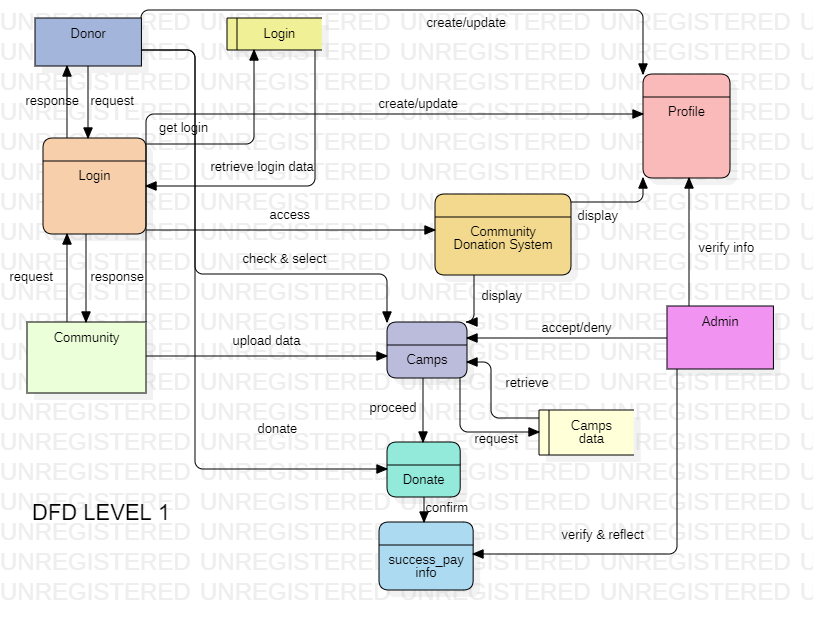 create/update
Donor
Login
response
request
create/update
Profile
get login
retrieve login data
Login
access
display
Community
Donation System
verify info
check & select
request
response
display
Admin
accept/deny
Community
upload data
Camps
retrieve
proceed
Camps
data
request
donate
Donate
confirm
DFD LEVEL 1
verify & reflect
success_pay
info
UNREGISTERED